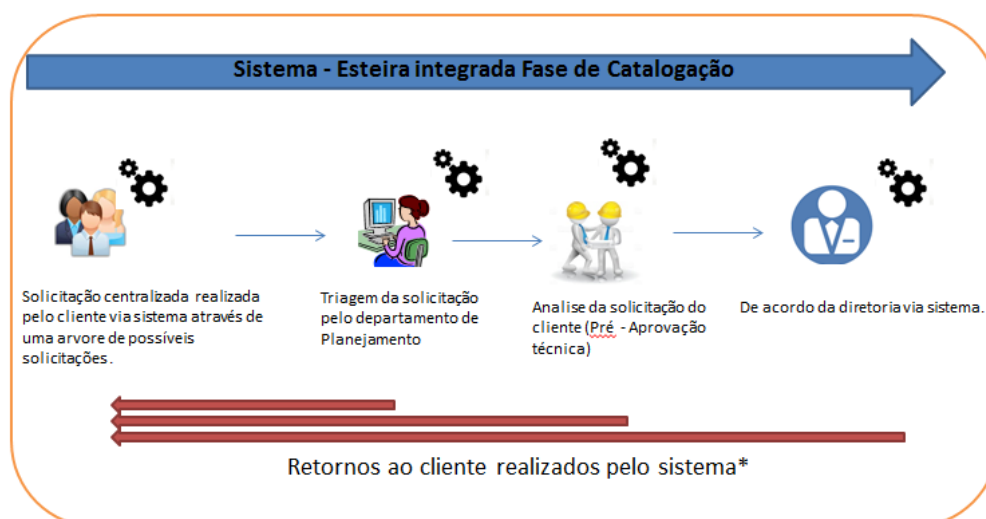 Sistema - Esteira integrada Fase de Catalogação
Solicitação centralizada realizada
pelo cliente via sistema através de
uma arvore de possíveis
solicitações.
Triagem da solicitação
pelo departamento de
Planejamento
Analise da solicitação do
cliente (Pré - Aprovação
técnica)
De acordo da diretoria via sistema.
Retornos ao cliente realizados pelo sistema*